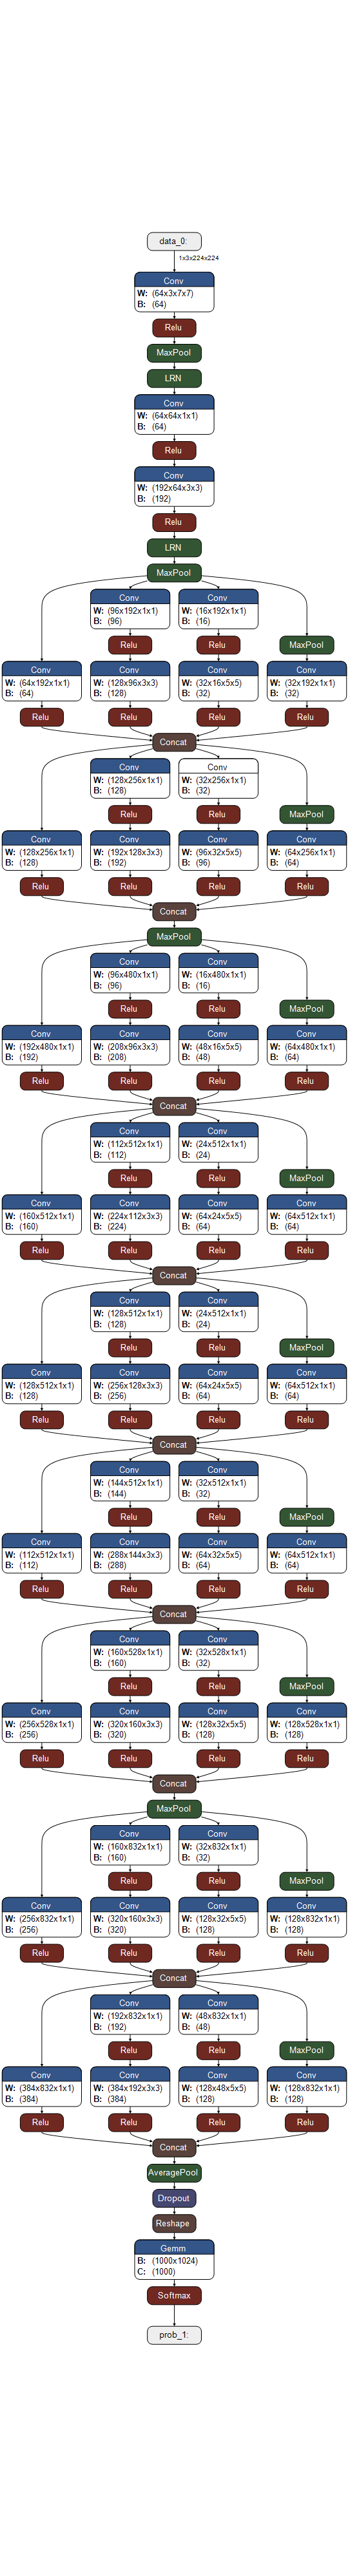 data_0:
1x3x224x224
Conv
W: (64x3x7x7)
B: (64)
Relu
MaxPool
LRN
Conv
W: (64x64x1x1)
B: (64)
Relu
Conv
W: (192x64x3x3)
B: (192)
Relu
LRN
MaxPool
Conv Conv
W: (96x192x1x1) W: (16x192x1x1)
B: (96) B: (16)
Relu Relu MaxPool
Conv Conv Conv Conv
W: (64x192x1x1) W: (128x96x3x3) W: (32x16x5x5) W: (32x192x1x1)
B: (64) B: (128) B: (32) B: (32)
Relu Relu Relu Relu
Concat
Conv Conv
W: (128x256x1x1) W: (32x256x1x1)
B: (128) B: (32)
Relu Relu MaxPool
Conv Conv Conv Conv
W: (128x256x1x1) W: (192x128x3x3) W: (96x32x5x5) W: (64x256x1x1)
B: (128) B: (192) B: (96) B: (64)
Relu Relu Relu Relu
Concat
MaxPool
Conv Conv
W: (96x480x1x1) W: (16x480x1x1)
B: (96) B: (16)
Relu Relu MaxPool
Conv Conv Conv Conv
W: (192x480x1x1) W: (208x96x3x3) W: (48x16x5x5) W: (64x480x1x1)
B: (192) B: (208) B: (48) B: (64)
Relu Relu Relu Relu
Concat
Conv Conv
W: (112x512x1x1) W: (24x512x1x1)
B: (112) B: (24)
Relu Relu MaxPool
Conv Conv Conv Conv
W: (160x512x1x1) W: (224x112x3x3) W: (64x24x5x5) W: (64x512x1x1)
B: (160) B: (224) B: (64) B: (64)
Relu Relu Relu Relu
Concat
Conv Conv
W: (128x512x1x1) W: (24x512x1x1)
B: (128) B: (24)
Relu Relu MaxPool
Conv Conv Conv Conv
W: (128x512x1x1) W: (256x128x3x3) W: (64x24x5x5) W: (64x512x1x1)
B: (128) B: (256) B: (64) B: (64)
Relu Relu Relu Relu
Concat
Conv Conv
W: (144x512x1x1) W: (32x512x1x1)
B: (144) B: (32)
Relu Relu MaxPool
Conv Conv Conv Conv
W: (112x512x1x1) W: (288x144x3x3) W: (64x32x5x5) W: (64x512x1x1)
B: (112) B: (288) B: (64) B: (64)
Relu Relu Relu Relu
Concat
Conv Conv
W: (160x528x1x1) W: (32x528x1x1)
B: (160) B: (32)
Relu Relu MaxPool
Conv Conv Conv Conv
W: (256x528x1x1) W: (320x160x3x3) W: (128x32x5x5) W: (128x528x1x1)
B: (256) B: (320) B: (128) B: (128)
Relu Relu Relu Relu
Concat
MaxPool
Conv Conv
W: (160x832x1x1) W: (32x832x1x1)
B: (160) B: (32)
Relu Relu MaxPool
Conv Conv Conv Conv
W: (256x832x1x1) W: (320x160x3x3) W: (128x32x5x5) W: (128x832x1x1)
B: (256) B: (320) B: (128) B: (128)
Relu Relu Relu Relu
Concat
Conv Conv
W: (192x832x1x1) W: (48x832x1x1)
B: (192) B: (48)
Relu Relu MaxPool
Conv Conv Conv Conv
W: (384x832x1x1) W: (384x192x3x3) W: (128x48x5x5) W: (128x832x1x1)
B: (384) B: (384) B: (128) B: (128)
Relu Relu Relu Relu
Concat
AveragePool
Dropout
Reshape
Gemm
B: (1000x1024)
C: (1000)
Softmax
prob_1: